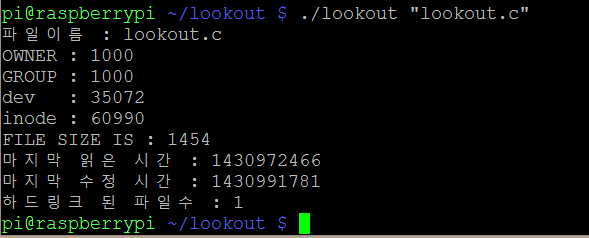 pi@raspberrypi ~/lookout $ ./lookout "lookout.c"
파일이름 : lookout.c
OWNER : 1000
GROUP : 1000
dev   : 35072
inode : 60990
FILE SIZE IS : 1454
마지막 읽은 시간 : 1430972466
마지막 수정 시간 : 1430991781
하드링크 된 파일수 : 1
pi@raspberrypi ~/lookout $